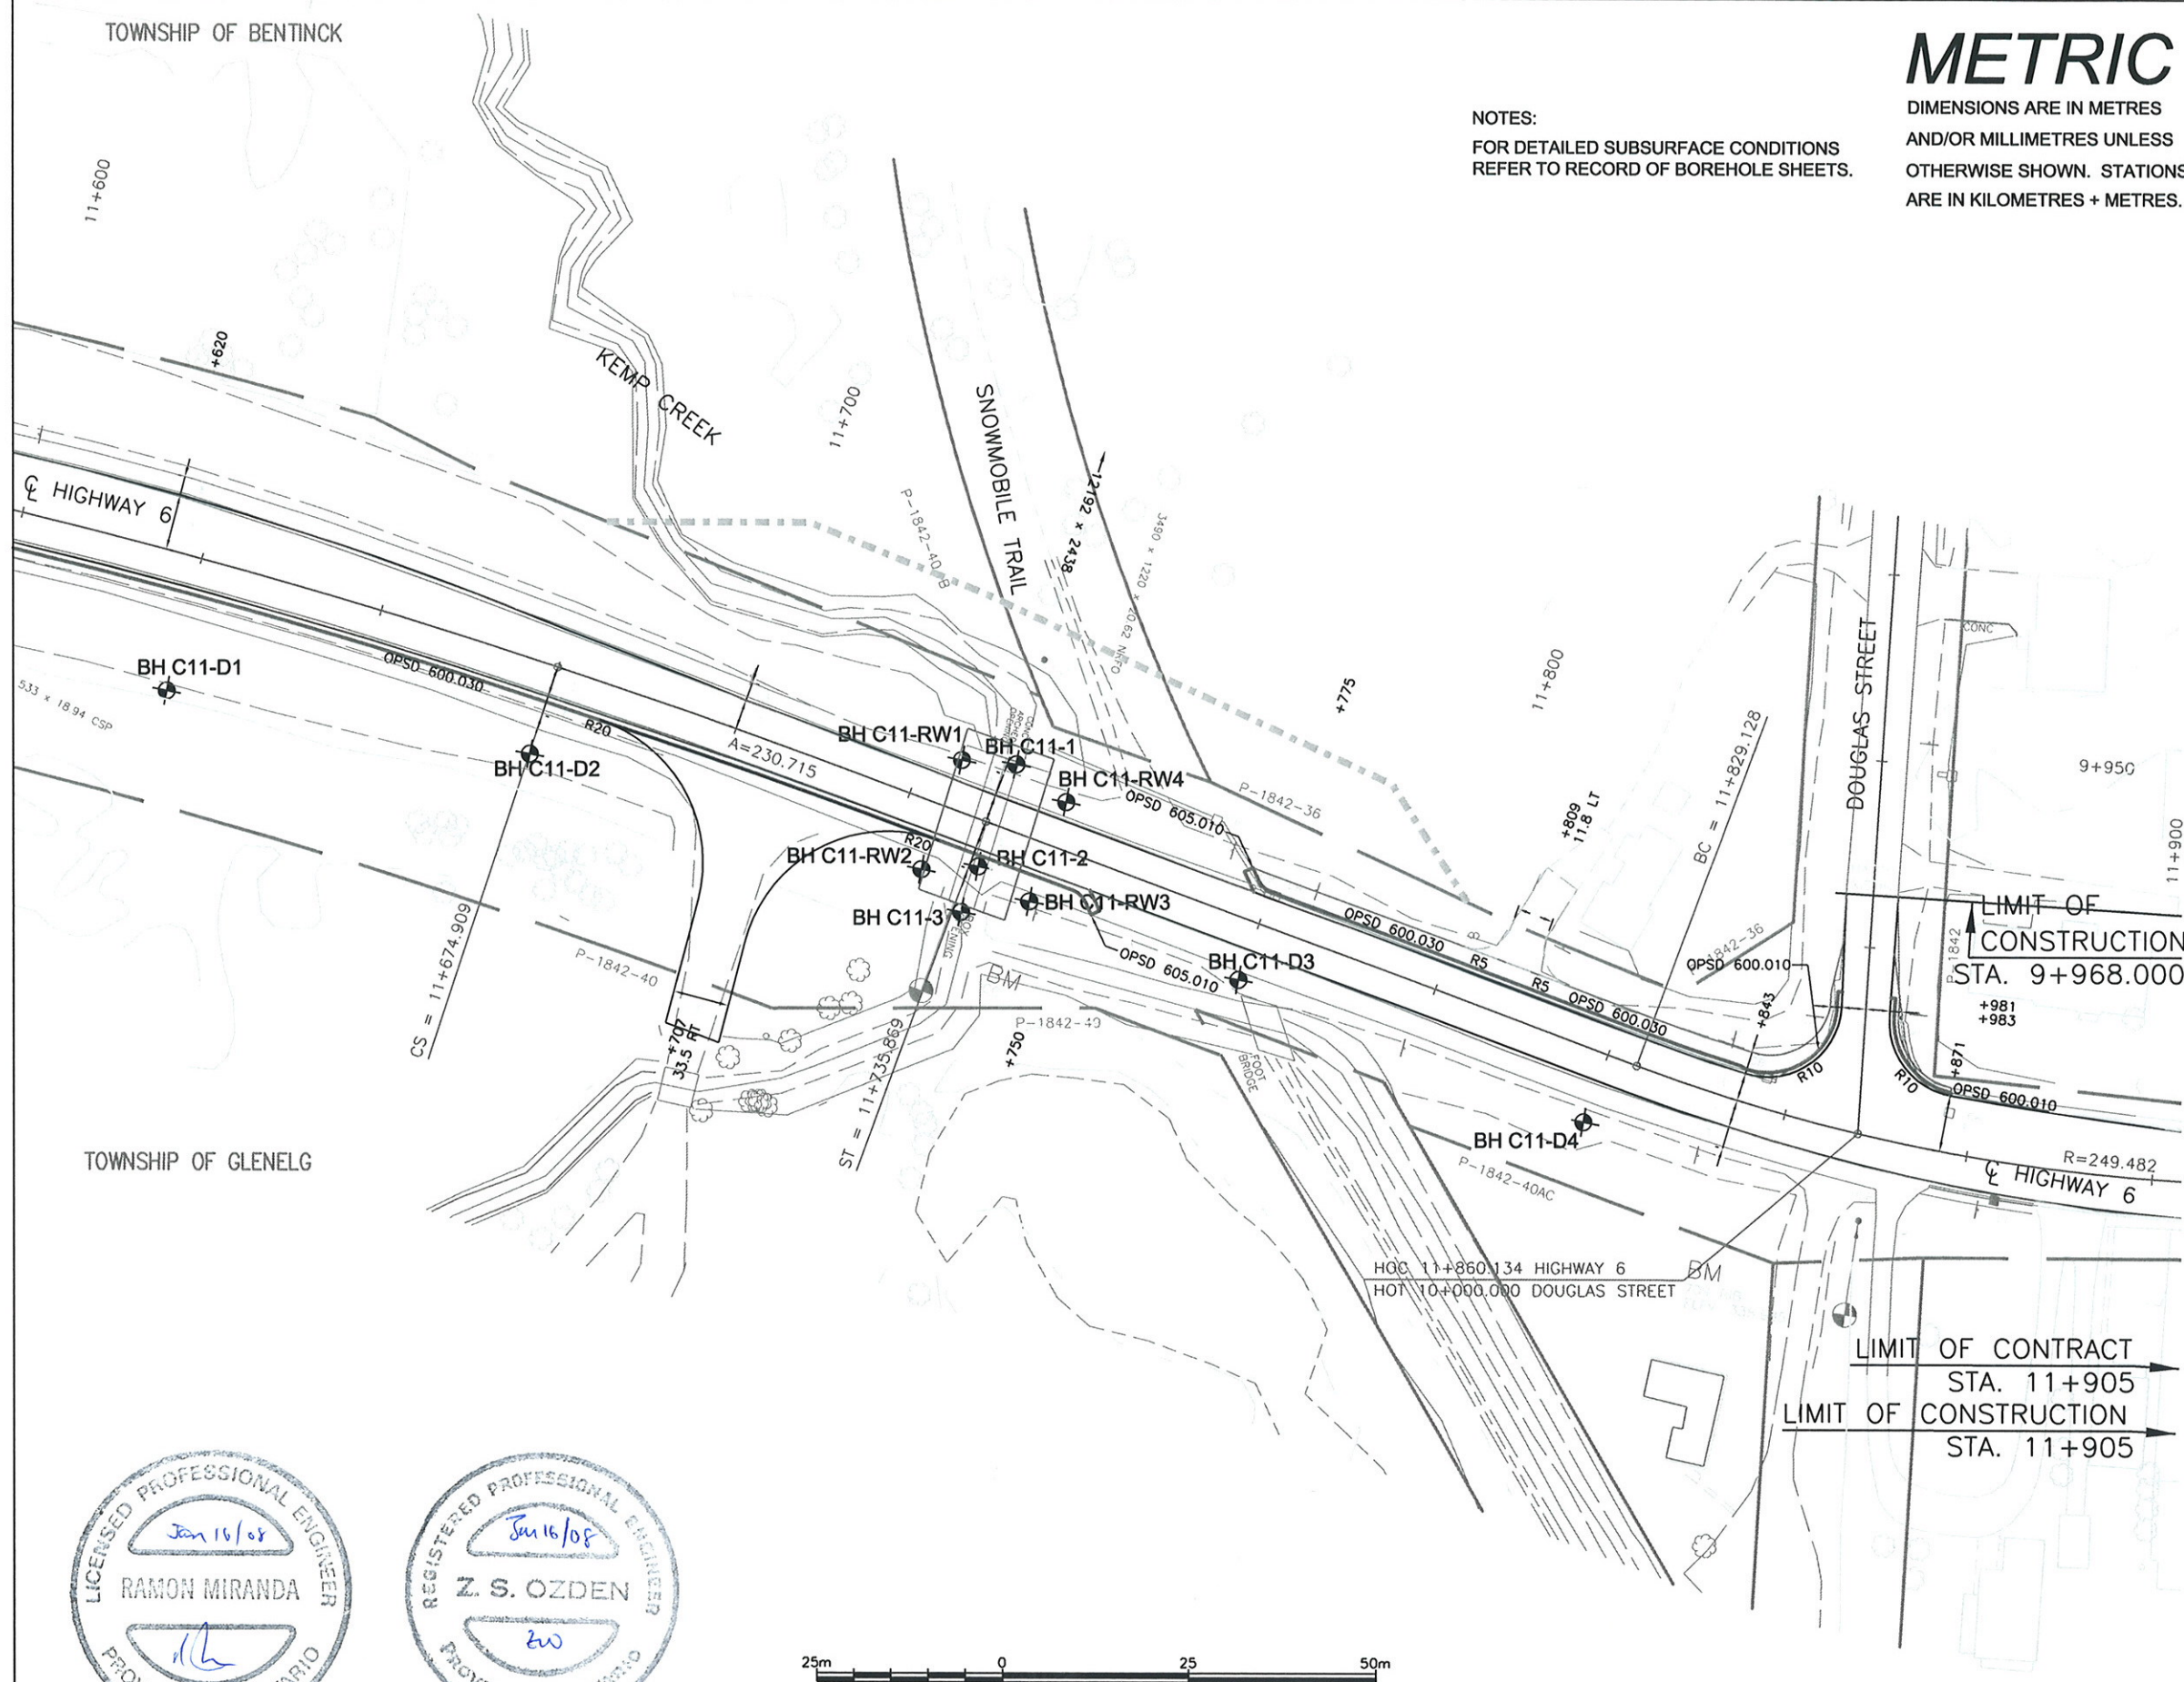 TOWNSHIP OF BENTINCK
METRIC
DIMENSIONS ARE IN METRES
AND/OR MILLIMETRES UNLESS
OTHERWISE SHOWN. STATIONS
ARE IN KILOMETRES + METRES.
NOTES:
FOR DETAILED SUBSURFACE CONDITIONS
REFER TO RECORD OF BOREHOLE SHEETS.
11+600
+620
KEMP CREEK
11+700
SNOWMOBILE TRAIL
12192 x 2438
P-1842-40 B
+775
11+800
℄ HIGHWAY 6
BH C11-D1
533 x 18.94 CSP
OPSD 600.030
R20
BH C11-D2
A=230.715
BH C11-RW1
BH C11-1
BH C11-RW4
OPSD 605.010
P-1842-36
+809
11.8 LT
BC = 11+829.128
DOUGLAS STREET
CONC
9+950
11+900
R20
BH C11-RW2
BH C11-2
BH C11-RW3
BH C11-3
OPSD 605.010
BH C11-D3
OPSD 600.030
R5
R5
OPSD 600.030
P-1842-36
OPSD 600.010
P-1842
LIMIT OF
CONSTRUCTION
STA. 9+968.000
+981
+983
CS = 11+674.909
P-1842-40
BM
P-1842-40
+707
33.5 RT
ST = 11+735.869
+750
FOOT
BRIDGE
+843
R10
R10
+871
OPSD 600.010
BH C11-D4
P-1842-40AC
R=249.482
℄ HIGHWAY 6
TOWNSHIP OF GLENELG
HOC 11+860.134 HIGHWAY 6
HOT 10+000.000 DOUGLAS STREET
BM
LIMIT OF CONTRACT
STA. 11+905
LIMIT OF CONSTRUCTION
STA. 11+905
LICENSED PROFESSIONAL ENGINEER
Jan 16/08
RAMON MIRANDA
REGISTERED PROFESSIONAL ENGINEER
Jan 16/08
Z. S. OZDEN
25m 0 25 50m